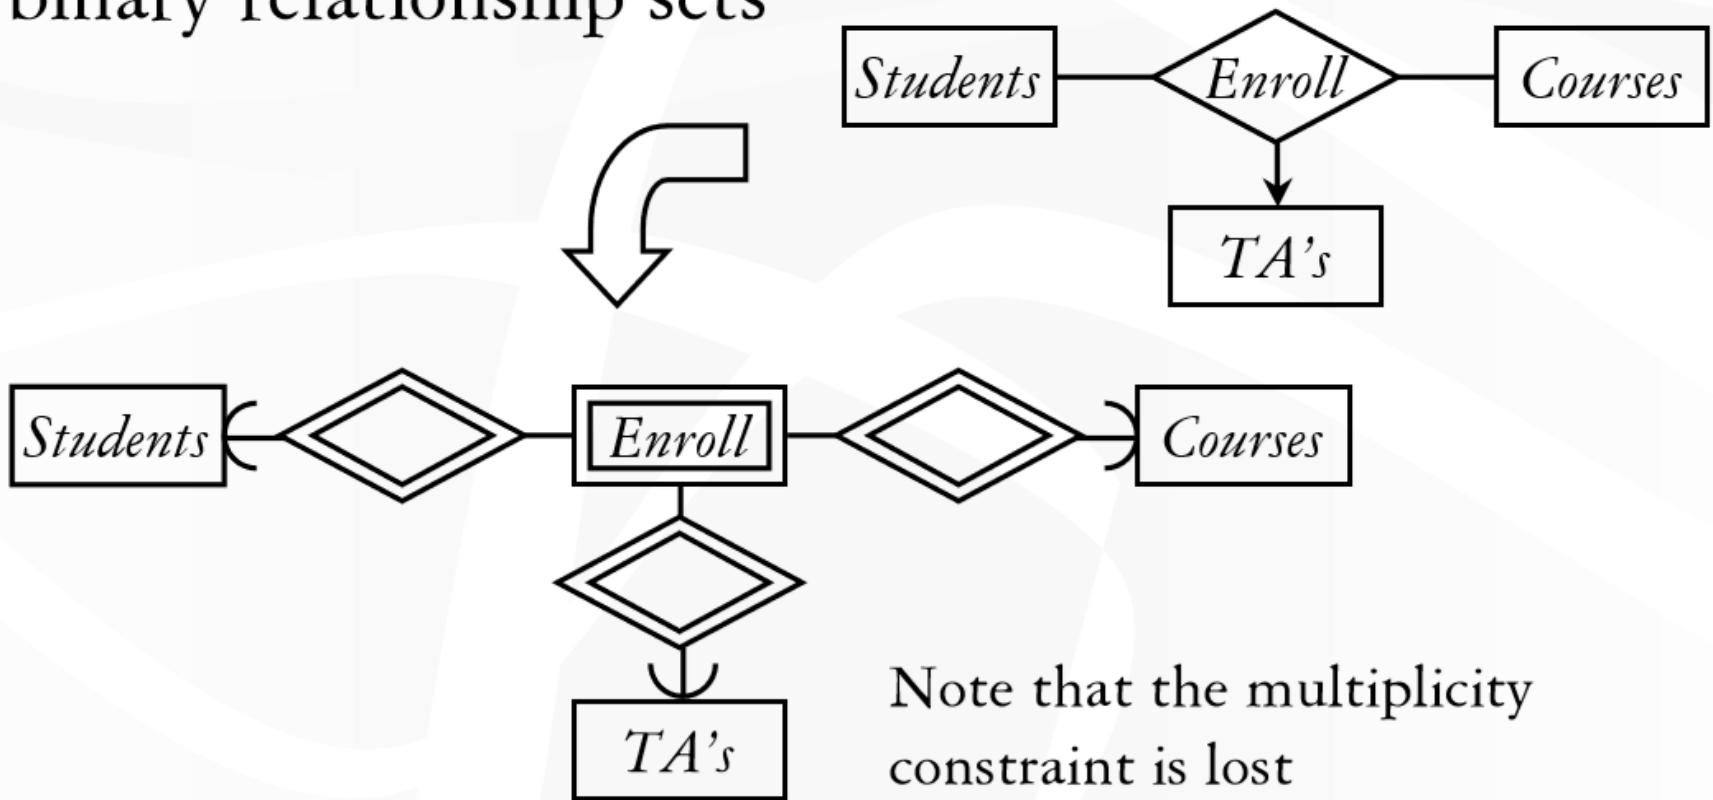 binary relationship sets
Students
Enroll
Courses
TA's
Students
Enroll
Courses
TA's
Note that the multiplicity
constraint is lost